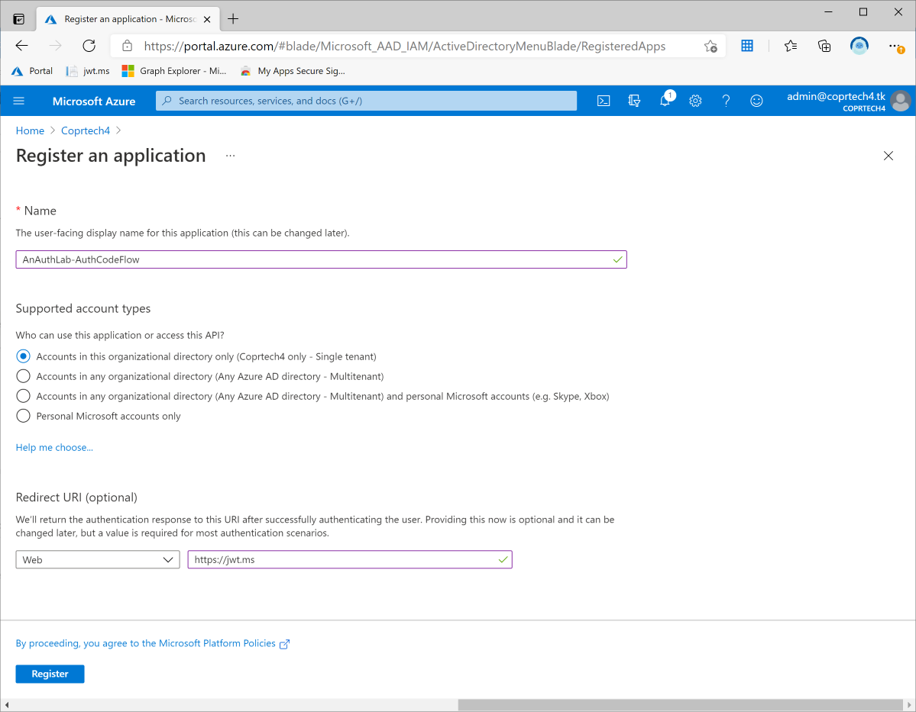 Register an application - Microso
https://portal.azure.com/#blade/Microsoft_AAD_IAM/ActiveDirectoryMenuBlade/RegisteredApps
Portal jwt.ms Graph Explorer - Mi... My Apps Secure Sig...
Microsoft Azure Search resources, services, and docs (G+/) 1 admin@coprtech4.tk
COPRTECH4
Home > Coprtech4 >
Register an application ...
* Name
The user-facing display name for this application (this can be changed later).
AnAuthLab-AuthCodeFlow
Supported account types
Who can use this application or access this API?
Accounts in this organizational directory only (Coprtech4 only - Single tenant)
Accounts in any organizational directory (Any Azure AD directory - Multitenant)
Accounts in any organizational directory (Any Azure AD directory - Multitenant) and personal Microsoft accounts (e.g. Skype, Xbox)
Personal Microsoft accounts only
Help me choose...
Redirect URI (optional)
We'll return the authentication response to this URI after successfully authenticating the user. Providing this now is optional and it can be
changed later, but a value is required for most authentication scenarios.
Web https://jwt.ms
By proceeding, you agree to the Microsoft Platform Policies
Register